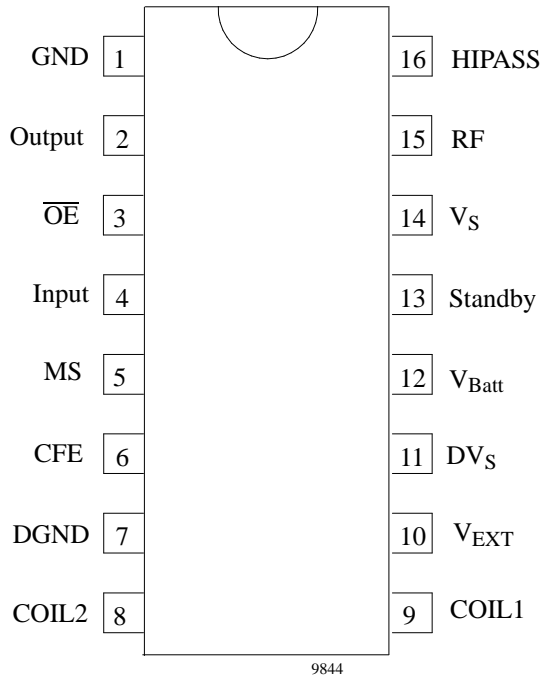 GND 1 16 HIPASS
Output 2 15 RF
O̅E̅ 3 14 VS
Input 4 13 Standby
MS 5 12 VBatt
CFE 6 11 DVS
DGND 7 10 VEXT
COIL2 8 9 COIL1
9844